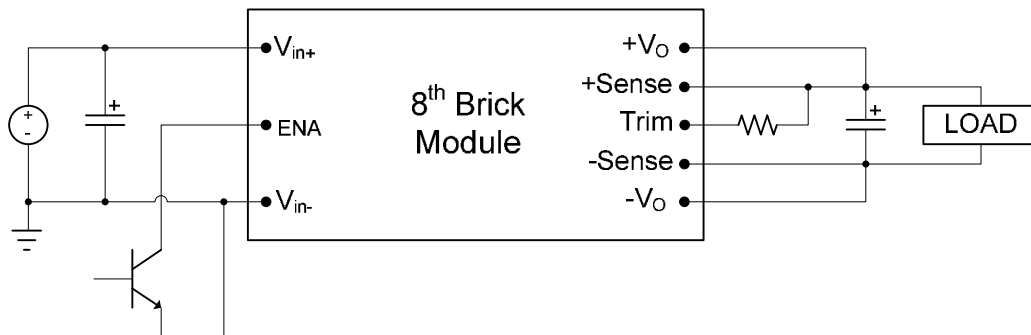 Vin+
ENA
Vin-
8th Brick
Module
+VO
+Sense
Trim
-Sense
-VO
LOAD